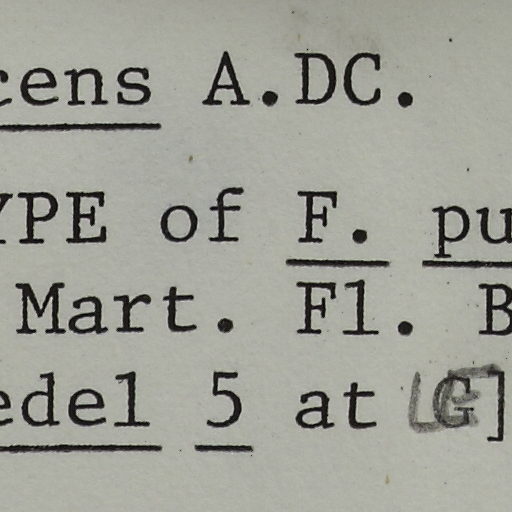 cens A.DC.
YPE of F. pu
Mart. Fl. B
edel 5 at G]